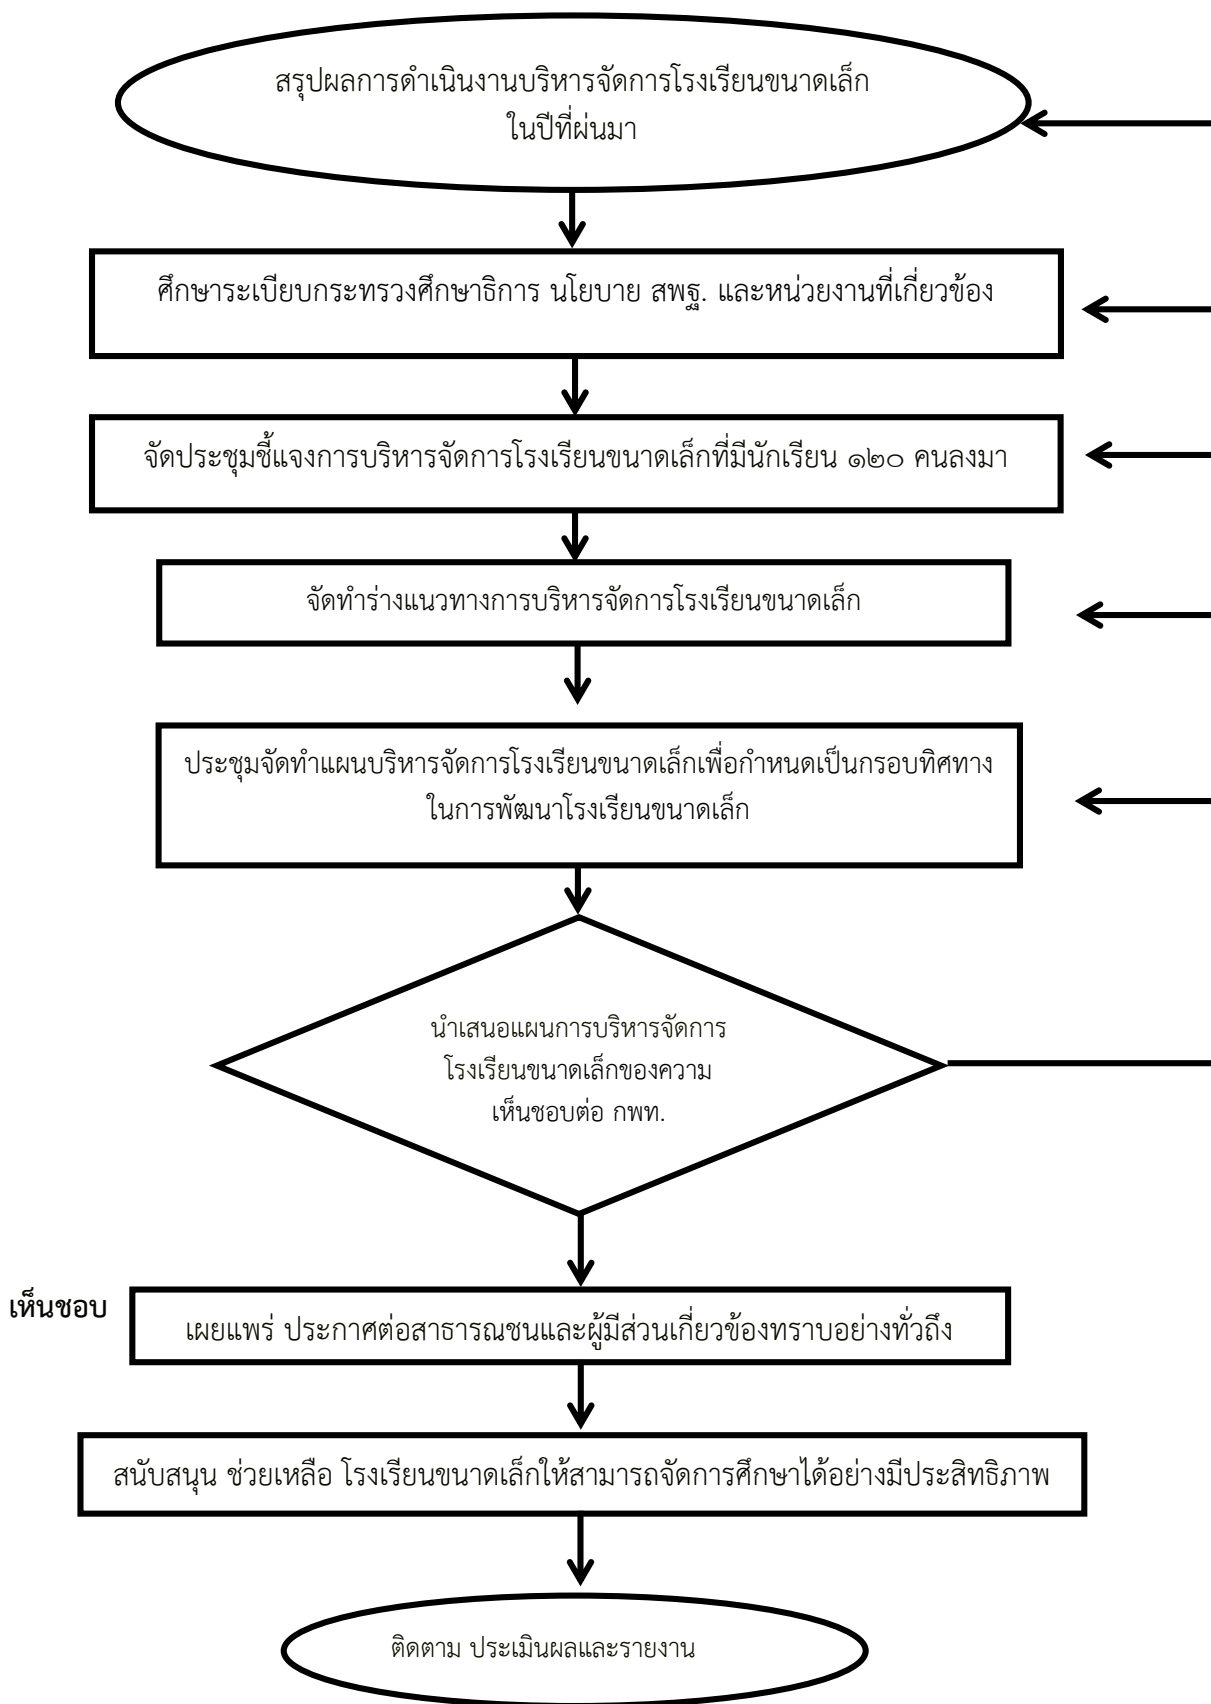 สรุปผลการดำเนินงานบริหารจัดการโรงเรียนขนาดเล็ก
ในปีที่ผ่นมา
ศึกษาระเบียบกระทรวงศึกษาธิการ นโยบาย สพฐ. และหน่วยงานที่เกี่ยวข้อง
จัดประชุมชี้แจงการบริหารจัดการโรงเรียนขนาดเล็กที่มีนักเรียน ๑๒๐ คนลงมา
จัดทำร่างแนวทางการบริหารจัดการโรงเรียนขนาดเล็ก
ประชุมจัดทำแผนบริหารจัดการโรงเรียนขนาดเล็กเพื่อกำหนดเป็นกรอบทิศทาง
ในการพัฒนาโรงเรียนขนาดเล็ก
นำเสนอแผนการบริหารจัดการ
โรงเรียนขนาดเล็กของความ
เห็นชอบต่อ กพท.
เห็นชอบ
เผยแพร่ ประกาศต่อสาธารณชนและผู้มีส่วนเกี่ยวข้องทราบอย่างทั่วถึง
สนับสนุน ช่วยเหลือ โรงเรียนขนาดเล็กให้สามารถจัดการศึกษาได้อย่างมีประสิทธิภาพ
ติดตาม ประเมินผลและรายงาน